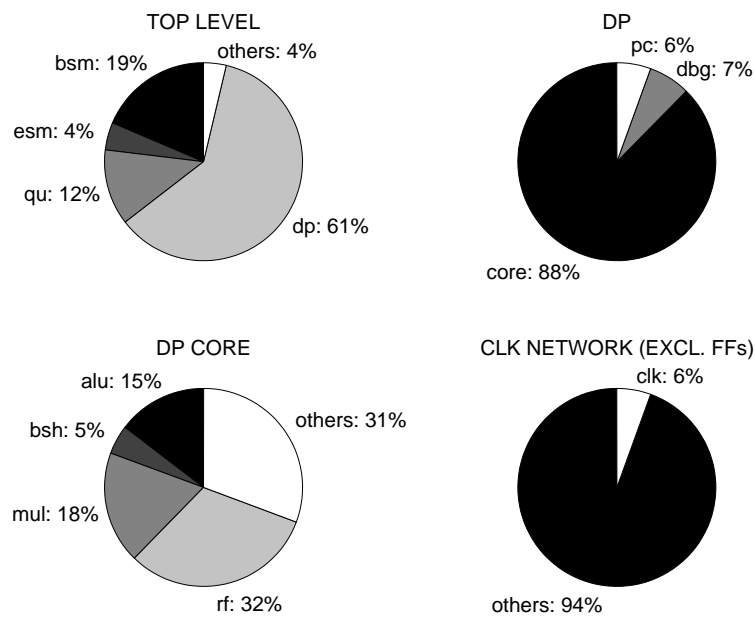 TOP LEVEL
others: 4%
bsm: 19%
esm: 4%
qu: 12%
dp: 61%
DP
pc: 6%
dbg: 7%
core: 88%
DP CORE
alu: 15%
others: 31%
bsh: 5%
mul: 18%
rf: 32%
CLK NETWORK (EXCL. FFs)
clk: 6%
others: 94%